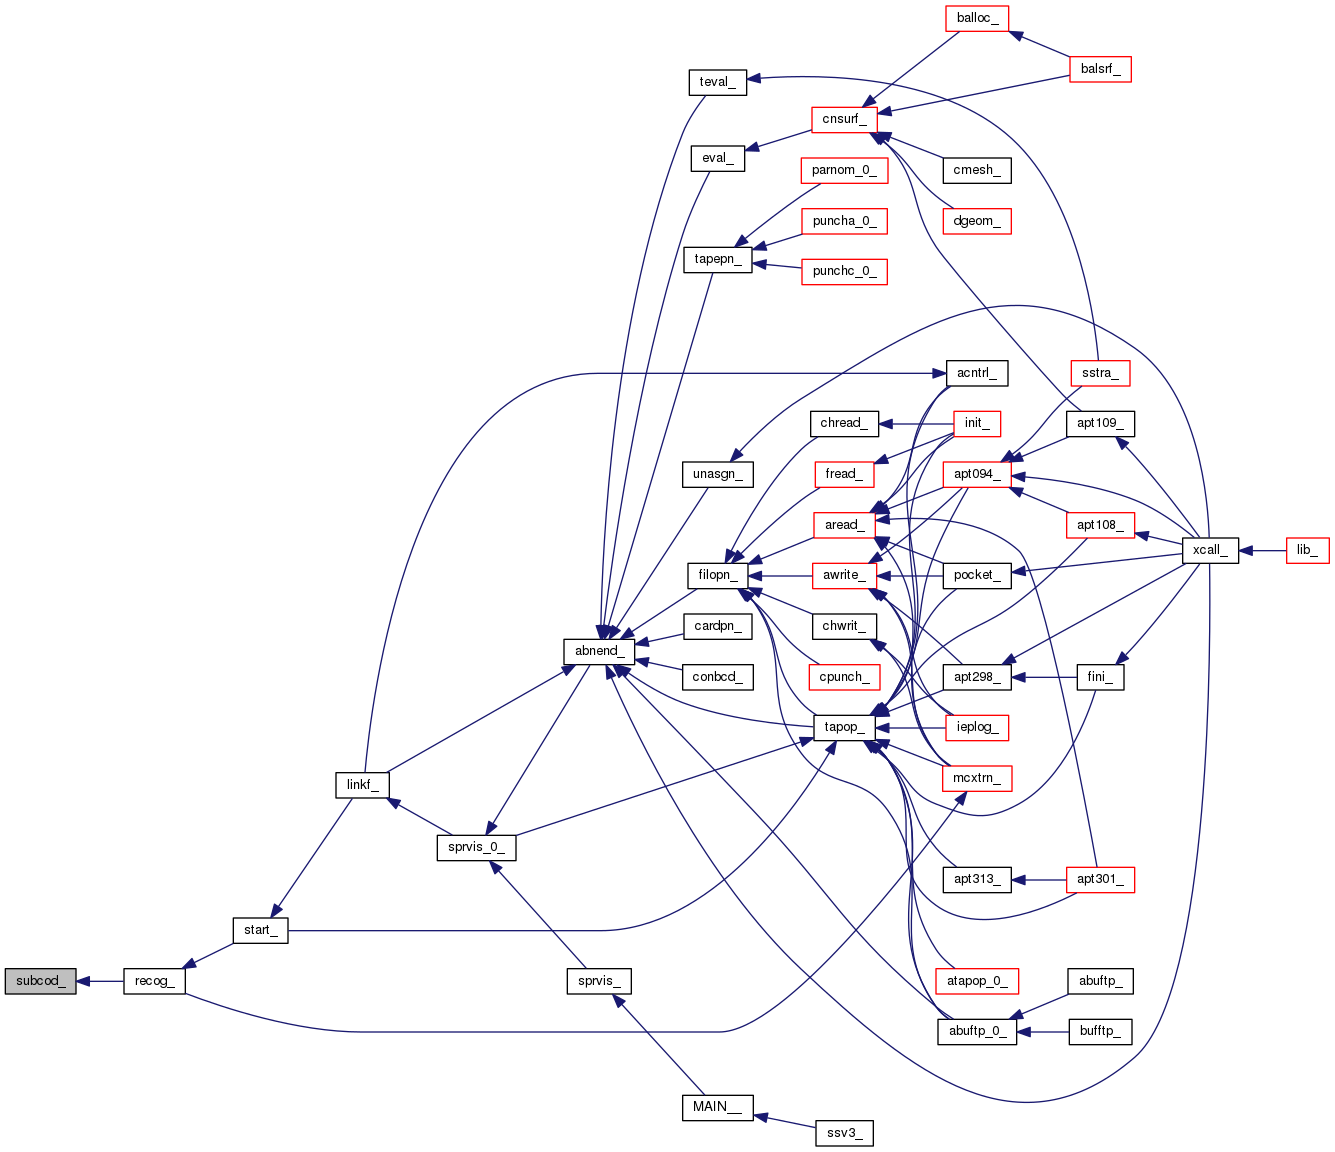 balloc_
balsrf_
teval_
cnsurf_
eval_
cmesh_
parnom_0_
dgeom_
puncha_0_
tapepn_
punchc_0_
acntrl_
sstra_
chread_
init_
apt109_
unasgn_
fread_
apt094_
aread_
apt108_
xcall_
lib_
filopn_
awrite_
pocket_
cardpn_
chwrit_
abnend_
conbcd_
cpunch_
apt298_
fini_
tapop_
ieplog_
linkf_
mcxtrn_
sprvis_0_
apt313_
apt301_
start_
subcod_
recog_
sprvis_
atapop_0_
abuftp_
abuftp_0_
bufftp_
MAIN__
ssv3_